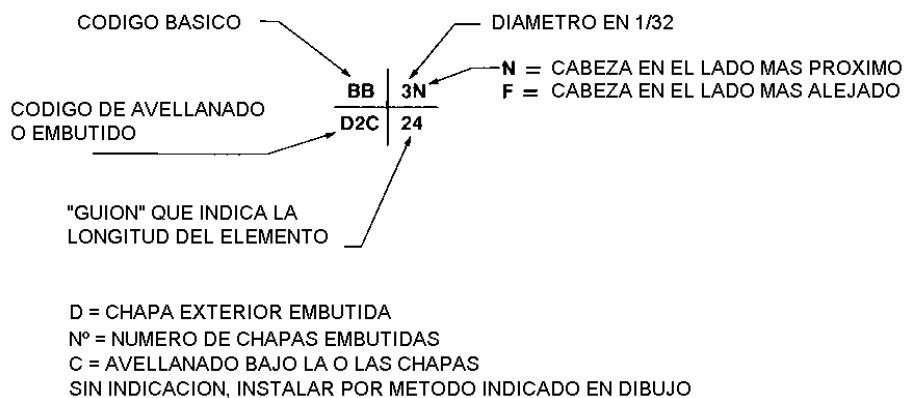 CODIGO BASICO
DIAMETRO EN 1/32
N = CABEZA EN EL LADO MAS PROXIMO
F = CABEZA EN EL LADO MAS ALEJADO
BB 3N
D2C 24
CODIGO DE AVELLANADO
O EMBUTIDO
"GUION" QUE INDICA LA
LONGITUD DEL ELEMENTO
D = CHAPA EXTERIOR EMBUTIDA
Nº = NUMERO DE CHAPAS EMBUTIDAS
C = AVELLANADO BAJO LA O LAS CHAPAS
SIN INDICACION, INSTALAR POR METODO INDICADO EN DIBUJO